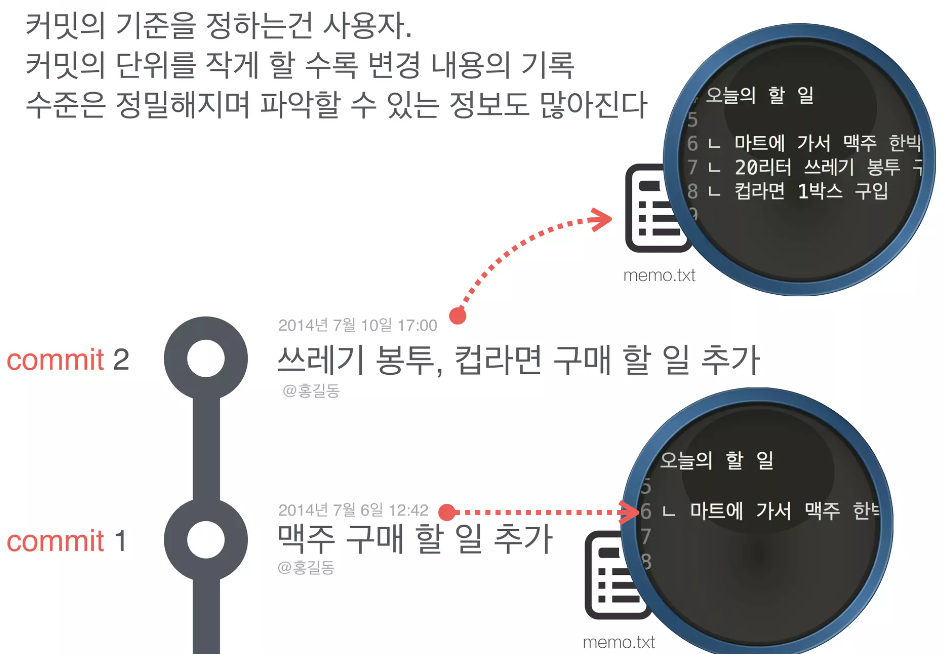 커밋의 기준을 정하는건 사용자.
커밋의 단위를 작게 할 수록 변경 내용의 기록
수준은 정밀해지며 파악할 수 있는 정보도 많아진다
오늘의 할 일
5
6 ㄴ 마트에 가서 맥주 한박
7 ㄴ 20리터 쓰레기 봉투
8 ㄴ 컵라면 1박스 구입
9
memo.txt
2014년 7월 10일 17:00
commit 2
쓰레기 봉투, 컵라면 구매 할 일 추가
@홍길동
오늘의 할 일
5
6 ㄴ 마트에 가서 맥주
7
8
2014년 7월 6일 12:42
commit 1
맥주 구매 할 일 추가
@홍길동
memo.txt